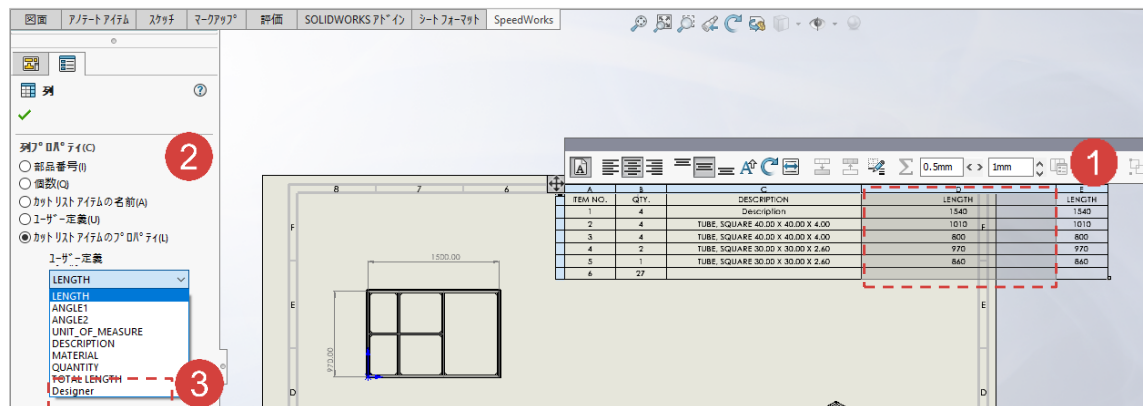 図面 アノテート アイテム スケッチ マークアップ 評価 SOLIDWORKS アドイン シート フォーマット SpeedWorks
列
列プロパティ(C)
2
部品番号(I)
個数(Q)
カット リスト アイテムの名前(A)
ユーザー定義(U)
カット リスト アイテムのプロパティ(L)
ユーザー定義
LENGTH
LENGTH
ANGLE1
ANGLE2
UNIT_OF_MEASURE
DESCRIPTION
MATERIAL
QUANTITY
TOTAL LENGTH
Designer
3
0.5mm 1mm
1
A B C D E
ITEM NO. QTY. DESCRIPTION LENGTH LENGTH
1 4 Description 1540 1540
2 4 TUBE, SQUARE 40.00 X 40.00 X 4.00 1010 1010
3 4 TUBE, SQUARE 40.00 X 40.00 X 4.00 800 800
4 2 TUBE, SQUARE 30.00 X 30.00 X 2.60 970 970
5 1 TUBE, SQUARE 30.00 X 30.00 X 2.60 860 860
6 27
8 7 6
F F
1500.00
E E
970.00
D D